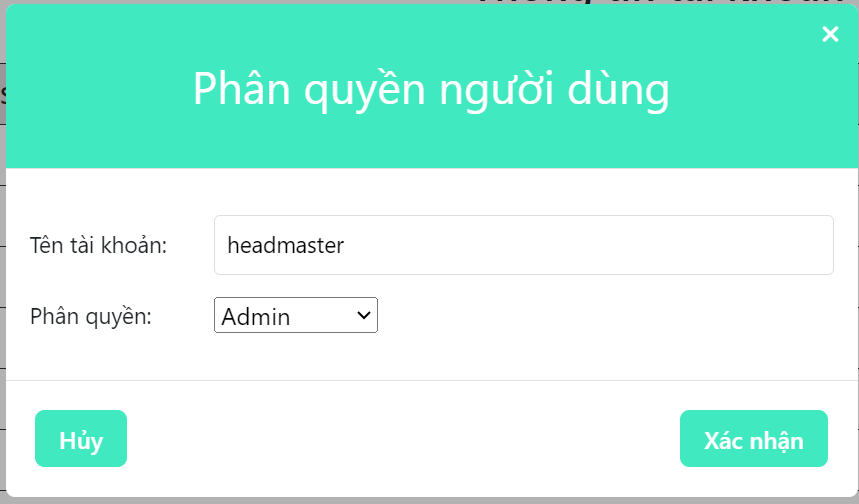 Phân quyền người dùng
Tên tài khoản: headmaster
Phân quyền: Admin
Hủy Xác nhận